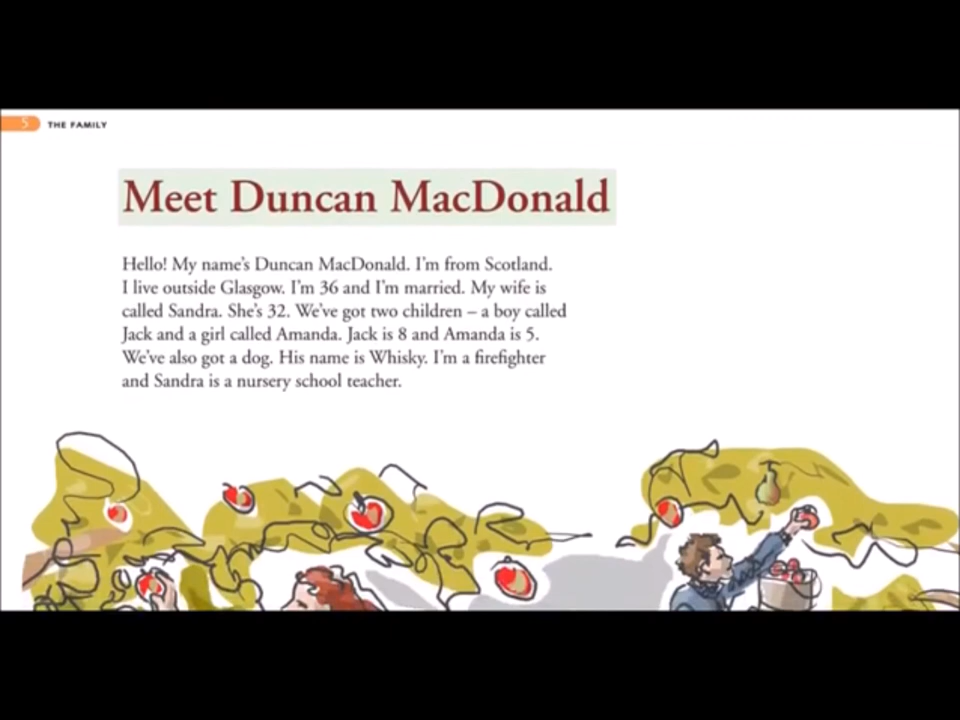 5 THE FAMILY
Meet Duncan MacDonald
Hello! My name's Duncan MacDonald. I'm from Scotland.
I live outside Glasgow. I'm 36 and I'm married. My wife is
called Sandra. She's 32. We've got two children – a boy called
Jack and a girl called Amanda. Jack is 8 and Amanda is 5.
We've also got a dog. His name is Whisky. I'm a firefighter
and Sandra is a nursery school teacher.